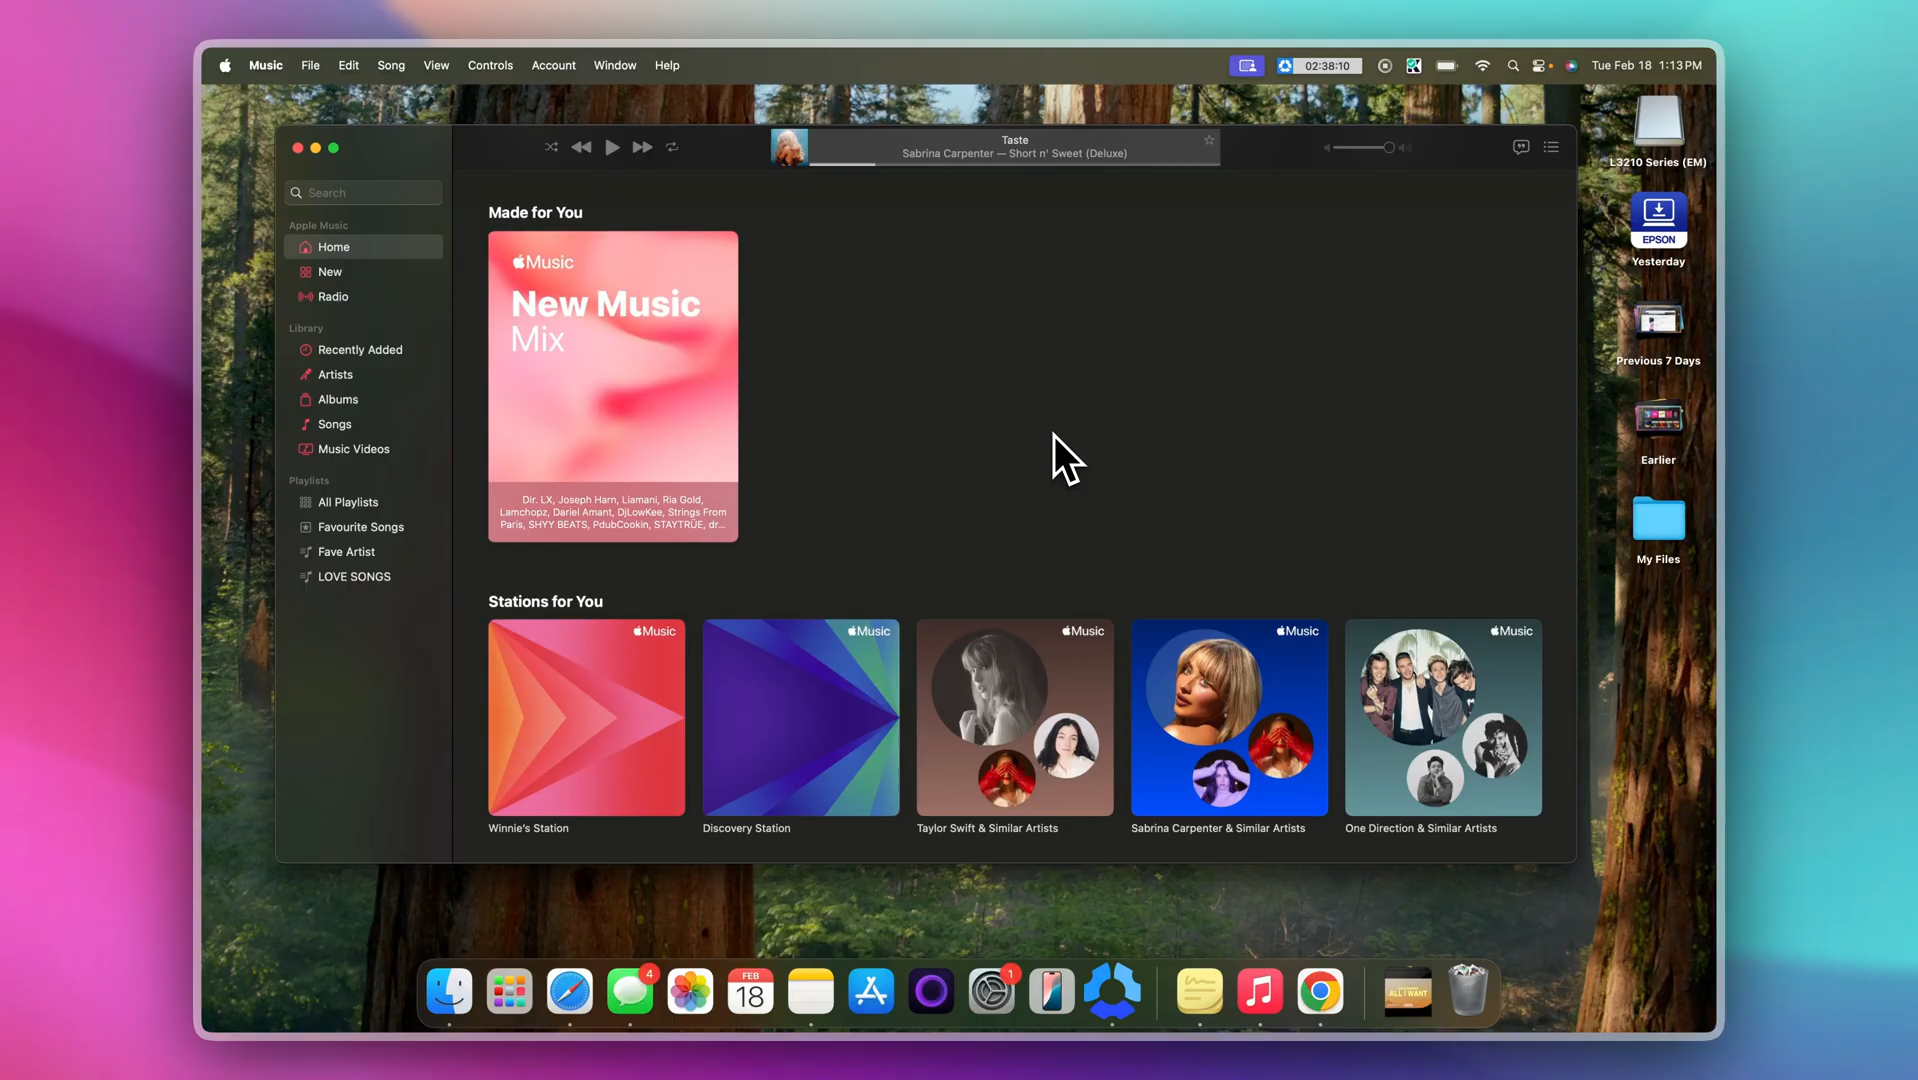 Music File Edit Song View Controls Account Window Help
02:38:10
Tue Feb 18 1:13 PM
Taste
Sabrina Carpenter — Short n' Sweet (Deluxe)
Search
Apple Music
Home
New
Radio
Library
Recently Added
Artists
Albums
Songs
Music Videos
Playlists
All Playlists
Favourite Songs
Fave Artist
LOVE SONGS
Made for You
Music
New Music
Mix
Dir. LX, Joseph Harn, Liamani, Ria Gold,
Lamchopz, Dariel Amant, DjLowKee, Strings From
Paris, SHYY BEATS, PdubCookin, STAYTRÜE, dr...
Stations for You
Music
Winnie's Station
Music
Discovery Station
Music
Taylor Swift & Similar Artists
Music
Sabrina Carpenter & Similar Artists
Music
One Direction & Similar Artists
L3210 Series (EM)
EPSON
Yesterday
Previous 7 Days
Earlier
My Files
4
FEB
18
1
ALL I WANT